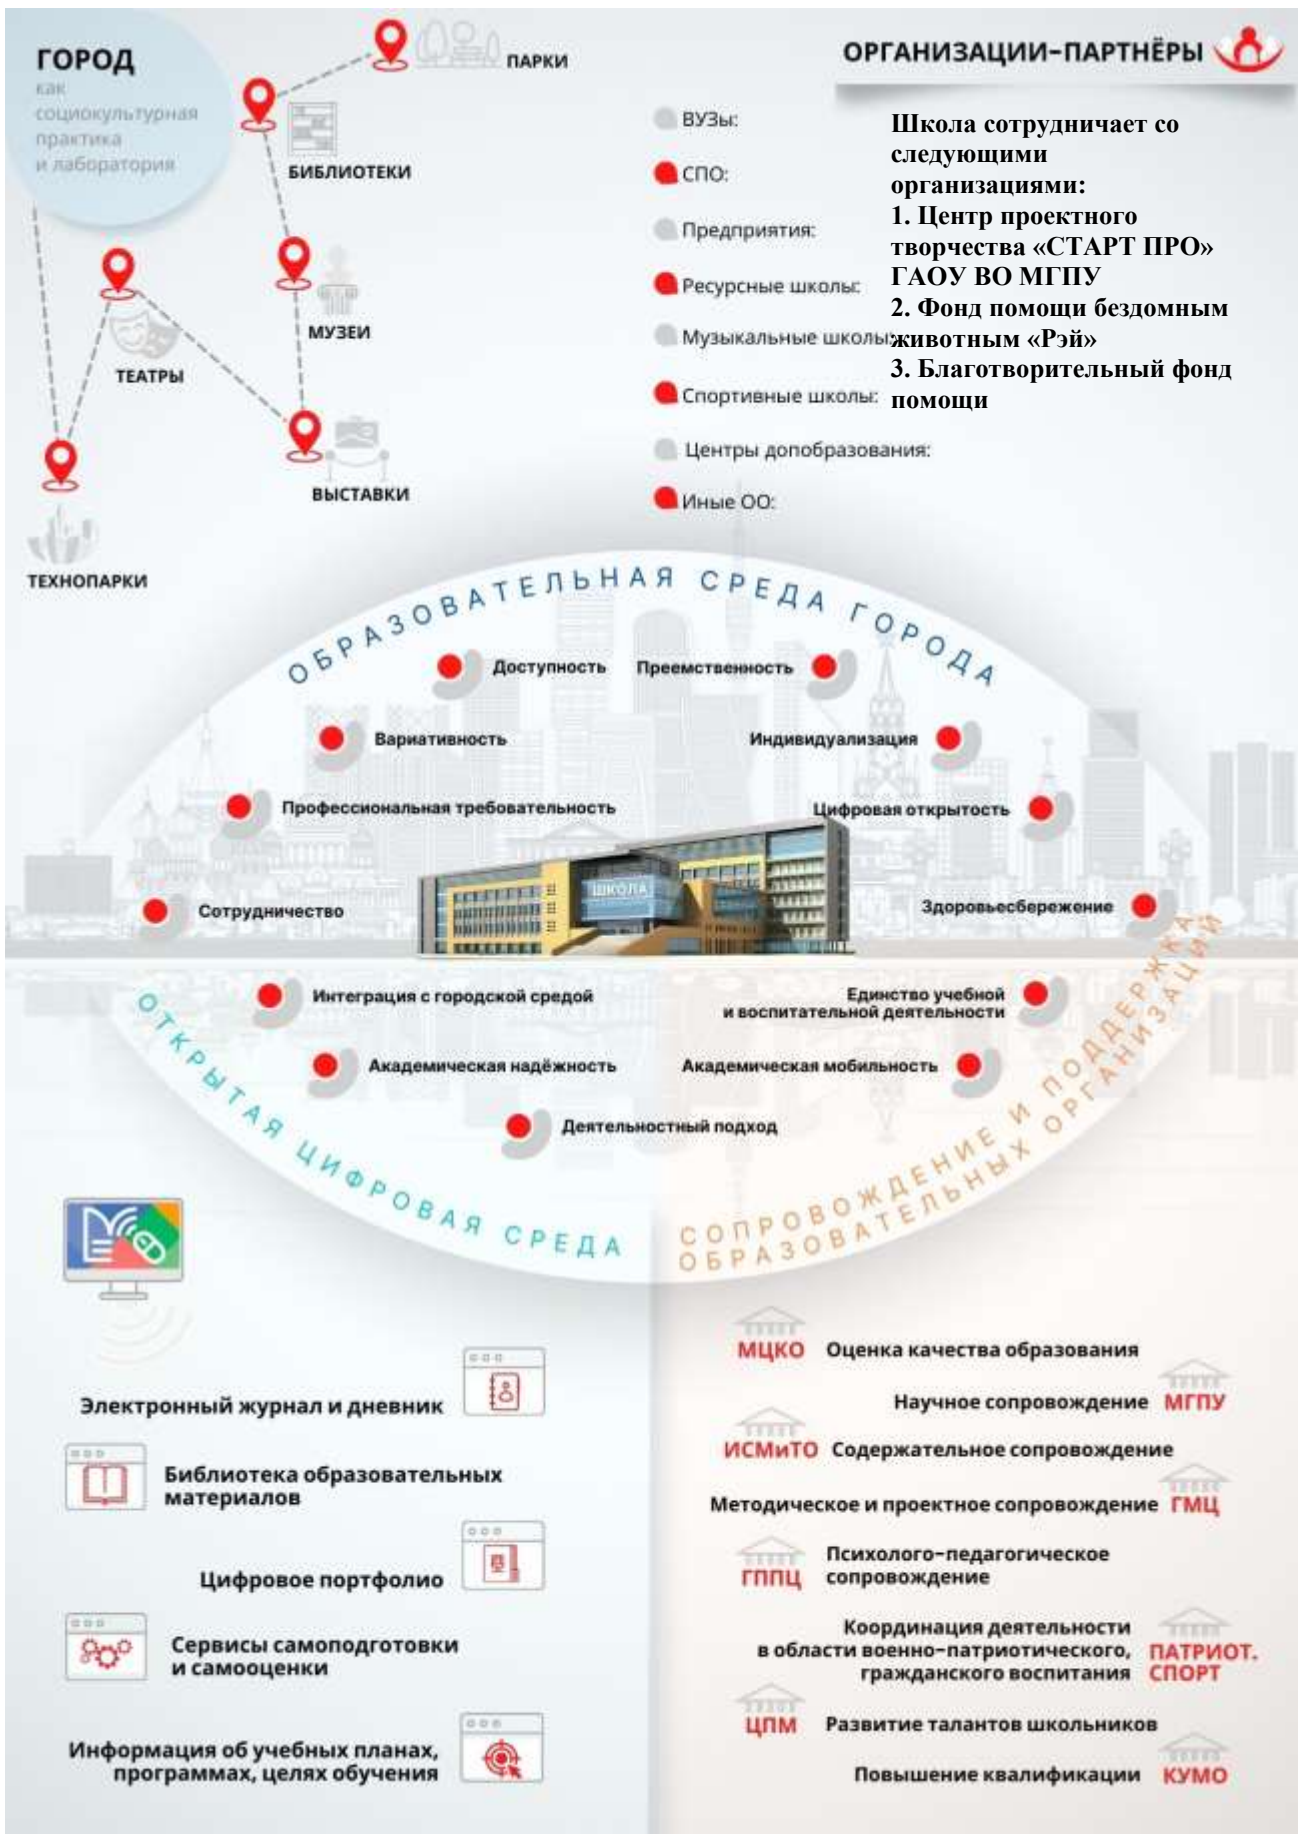 ГОРОД
как
социокультурная
практика
и лаборатория
ПАРКИ
БИБЛИОТЕКИ
МУЗЕИ
ТЕАТРЫ
ВЫСТАВКИ
ТЕХНОПАРКИ
ОРГАНИЗАЦИИ-ПАРТНЁРЫ
ВУЗы:
СПО:
Предприятия:
Ресурсные школы:
Музыкальные школы:
Спортивные школы:
Центры допобразования:
Иные ОО:
Школа сотрудничает со
следующими
организациями:
1. Центр проектного
творчества «СТАРТ ПРО»
ГАОУ ВО МГПУ
2. Фонд помощи бездомным
животным «Рэй»
3. Благотворительный фонд
помощи
ОБРАЗОВАТЕЛЬНАЯ СРЕДА ГОРОДА
Доступность
Преемственность
Вариативность
Индивидуализация
Профессиональная требовательность
Цифровая открытость
ШКОЛА
Сотрудничество
Здоровьесбережение
Интеграция с городской средой
Единство учебной
и воспитательной деятельности
Академическая надёжность
Академическая мобильность
Деятельностный подход
ОТКРЫТАЯ ЦИФРОВАЯ СРЕДА
СОПРОВОЖДЕНИЕ И ПОДДЕРЖКА
ОБРАЗОВАТЕЛЬНЫХ ОРГАНИЗАЦИЙ
Электронный журнал и дневник
Библиотека образовательных
материалов
Цифровое портфолио
Сервисы самоподготовки
и самооценки
Информация об учебных планах,
программах, целях обучения
МЦКО Оценка качества образования
Научное сопровождение МГПУ
ИСМиТО Содержательное сопровождение
Методическое и проектное сопровождение ГМЦ
Психолого-педагогическое
ГППЦ сопровождение
Координация деятельности
в области военно-патриотического, ПАТРИОТ.
гражданского воспитания СПОРТ
ЦПМ Развитие талантов школьников
Повышение квалификации КУМО